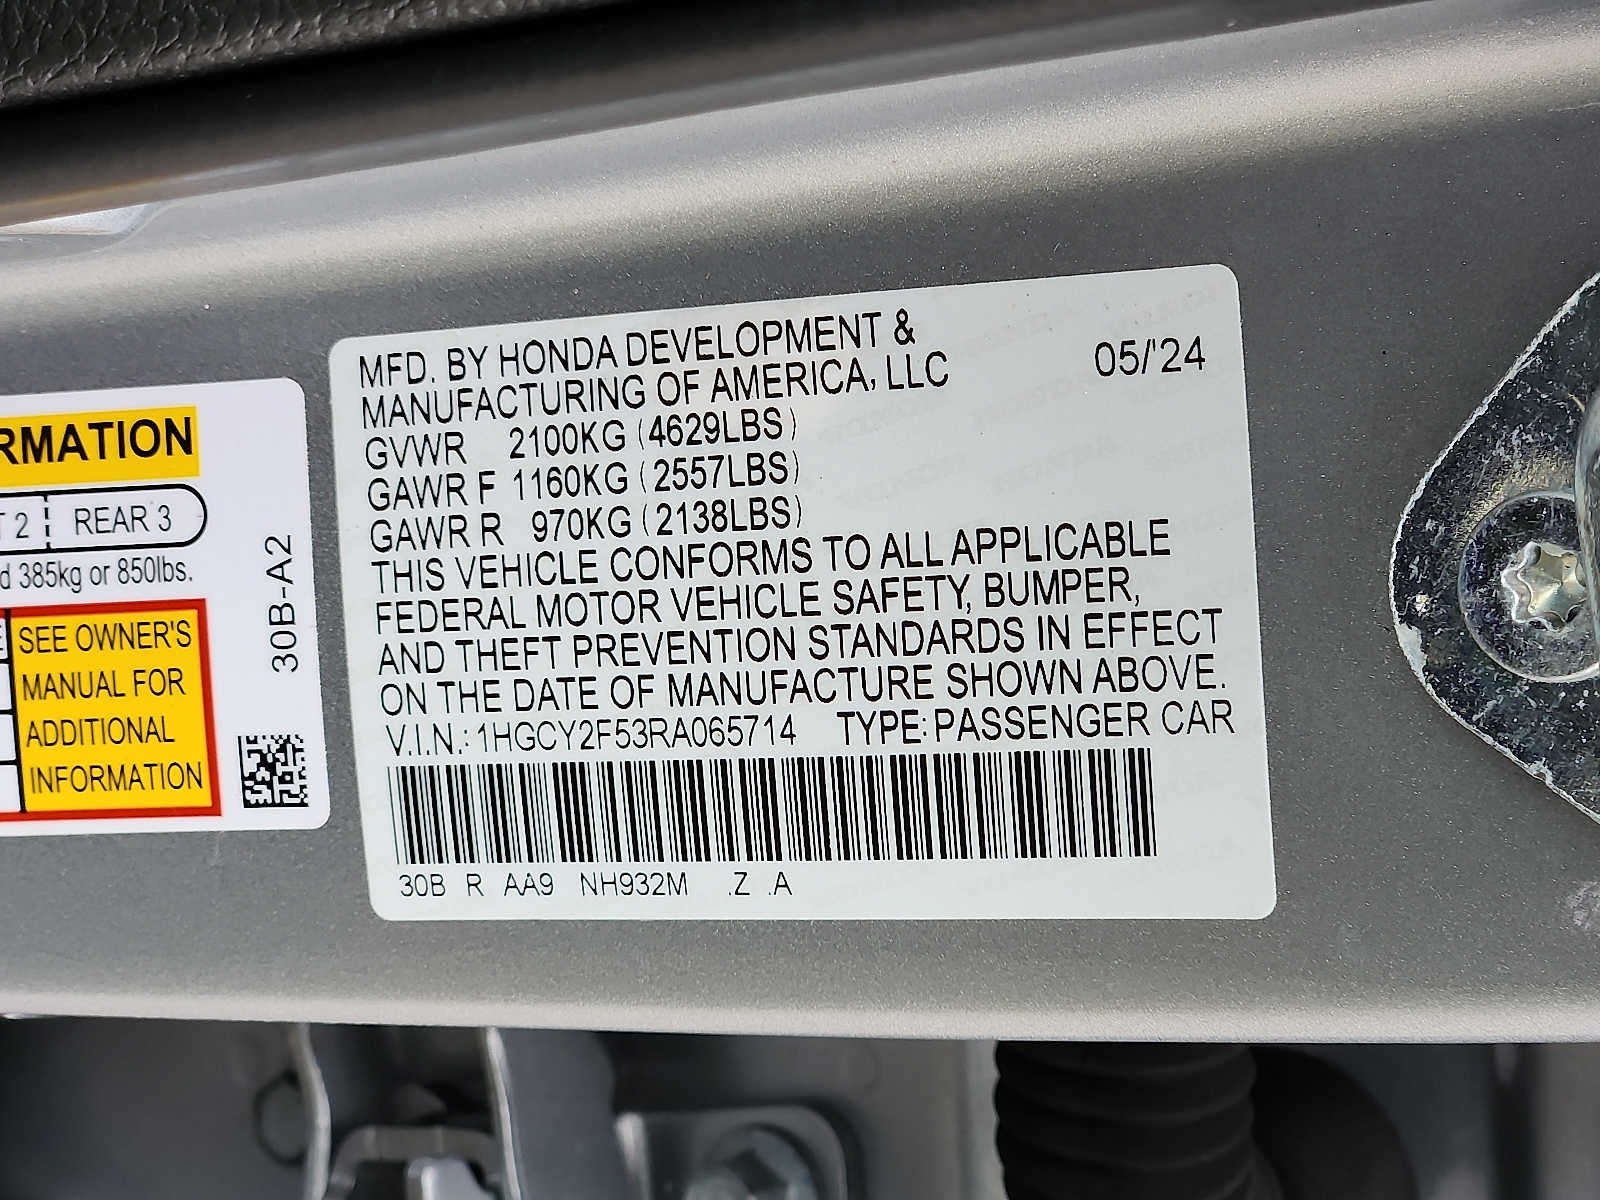 RMATION
T 2
REAR 3
d 385kg or 850lbs.
SEE OWNER'S
MANUAL FOR
ADDITIONAL
INFORMATION
30B-A2
MFD. BY HONDA DEVELOPMENT &
MANUFACTURING OF AMERICA, LLC
05/'24
GVWR 2100KG (4629LBS)
GAWR F 1160KG (2557LBS)
GAWR R 970KG (2138LBS)
THIS VEHICLE CONFORMS TO ALL APPLICABLE
FEDERAL MOTOR VEHICLE SAFETY, BUMPER,
AND THEFT PREVENTION STANDARDS IN EFFECT
ON THE DATE OF MANUFACTURE SHOWN ABOVE.
V.I.N.: 1HGCY2F53RA065714 TYPE: PASSENGER CAR
30B R AA9 NH932M .Z .A